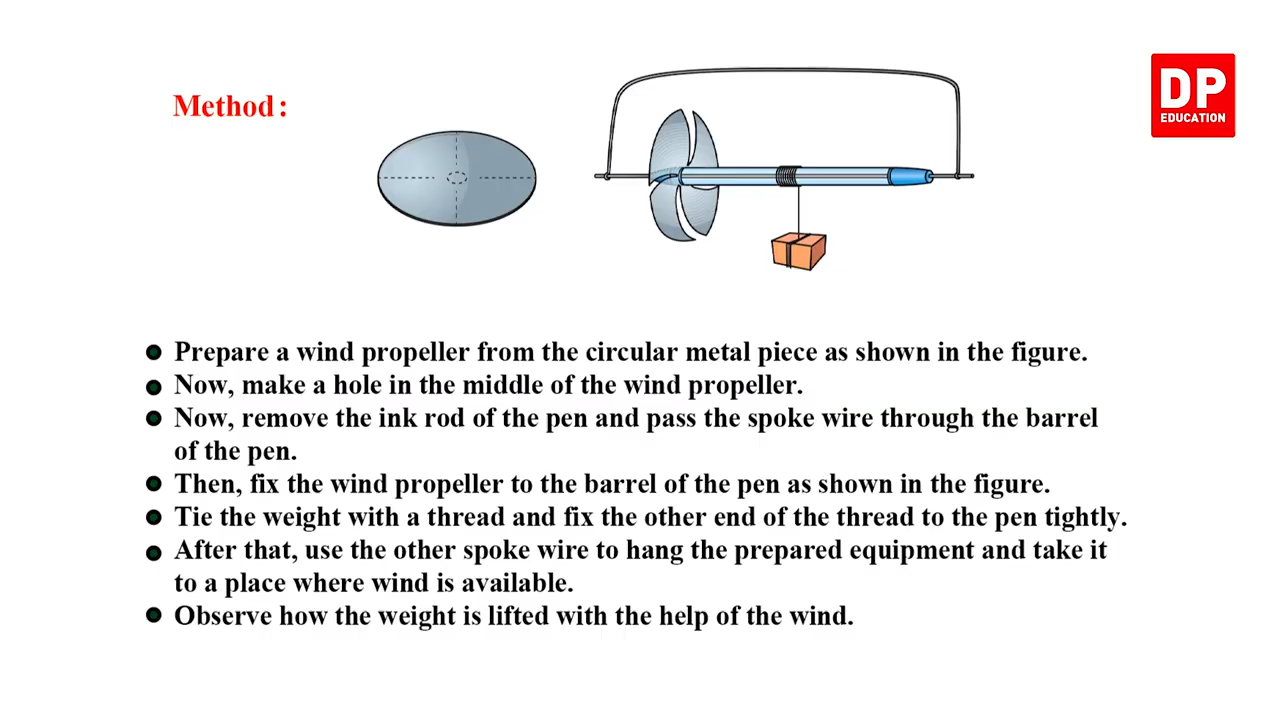 DP
EDUCATION
Method :
Prepare a wind propeller from the circular metal piece as shown in the figure.
Now, make a hole in the middle of the wind propeller.
Now, remove the ink rod of the pen and pass the spoke wire through the barrel
of the pen.
Then, fix the wind propeller to the barrel of the pen as shown in the figure.
Tie the weight with a thread and fix the other end of the thread to the pen tightly.
After that, use the other spoke wire to hang the prepared equipment and take it
to a place where wind is available.
Observe how the weight is lifted with the help of the wind.